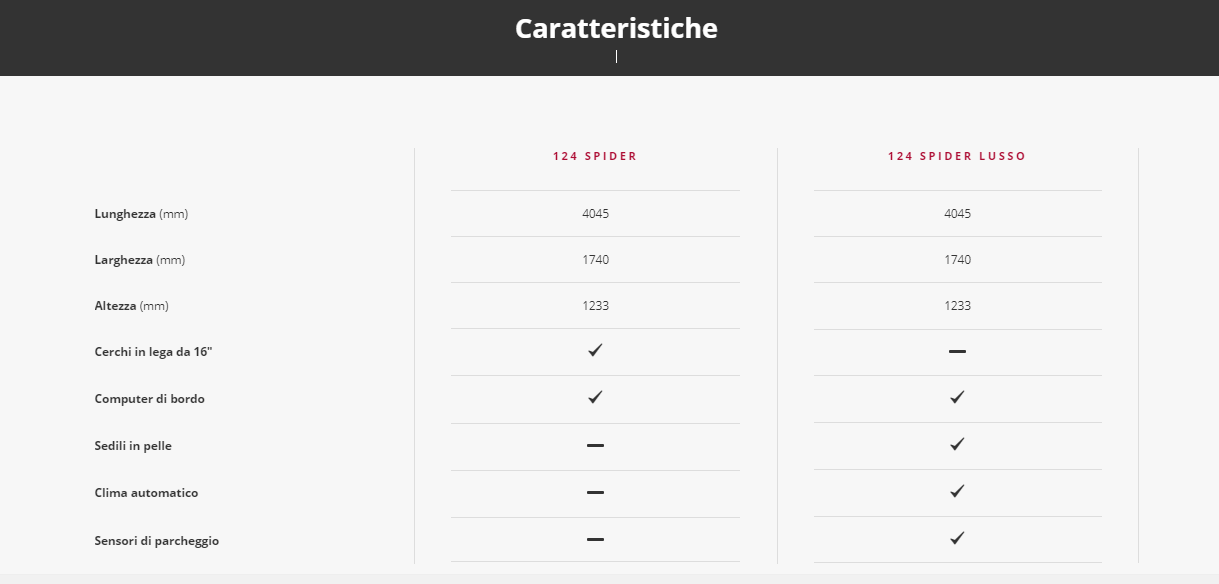 Caratteristiche
124 SPIDER 124 SPIDER LUSSO
Lunghezza (mm) 4045 4045
Larghezza (mm) 1740 1740
Altezza (mm) 1233 1233
Cerchi in lega da 16"
Computer di bordo
Sedili in pelle
Clima automatico
Sensori di parcheggio